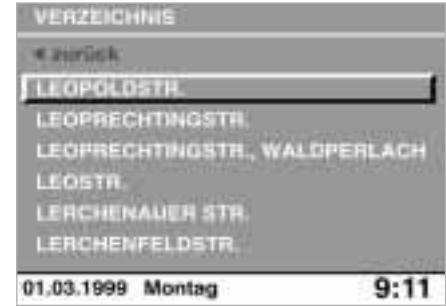 VERZEICHNIS
< zurück
LEOPOLDSTR.
LEOPRECHTINGSTR.
LEOPRECHTINGSTR., WALDPERLACH
LEOSTR.
LERCHENAUER STR.
LERCHENFELDSTR.
01.03.1999 Montag 9:11